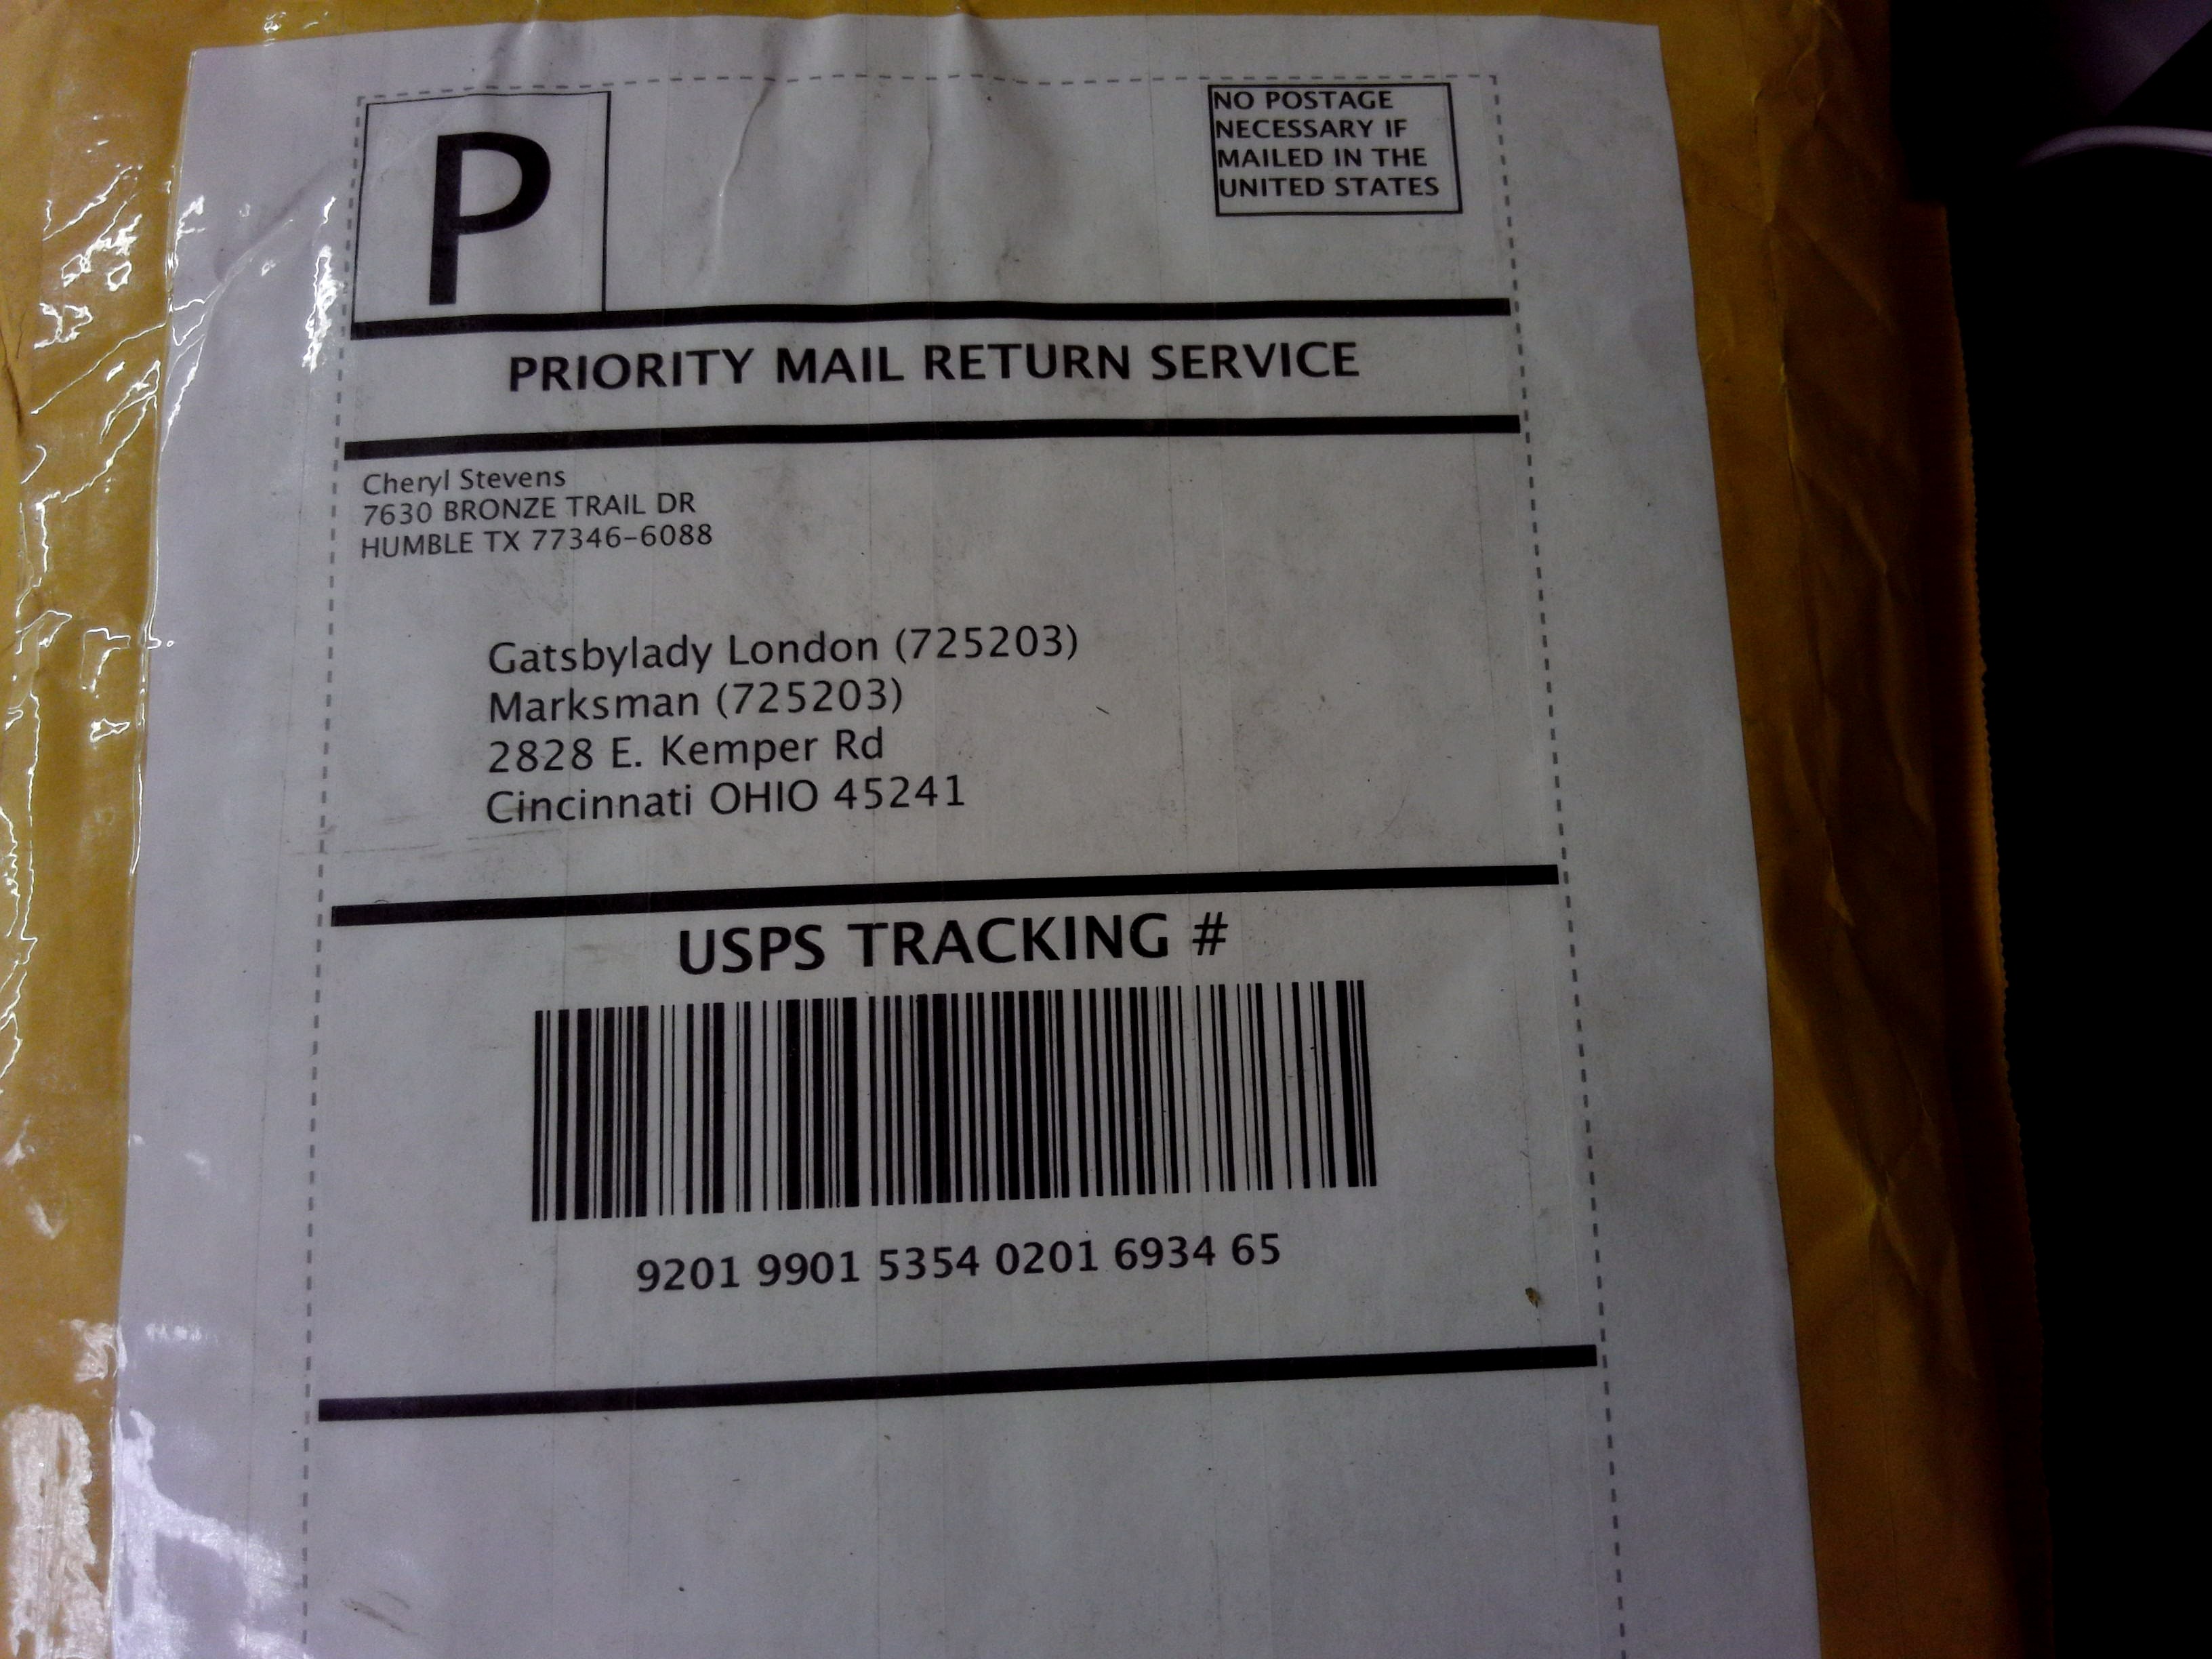 P
NO POSTAGE
NECESSARY IF
MAILED IN THE
UNITED STATES
PRIORITY MAIL RETURN SERVICE
Cheryl Stevens
7630 BRONZE TRAIL DR
HUMBLE TX 77346-6088
Gatsbylady London (725203)
Marksman (725203)
2828 E. Kemper Rd
Cincinnati OHIO 45241
USPS TRACKING #
9201 9901 5354 0201 6934 65